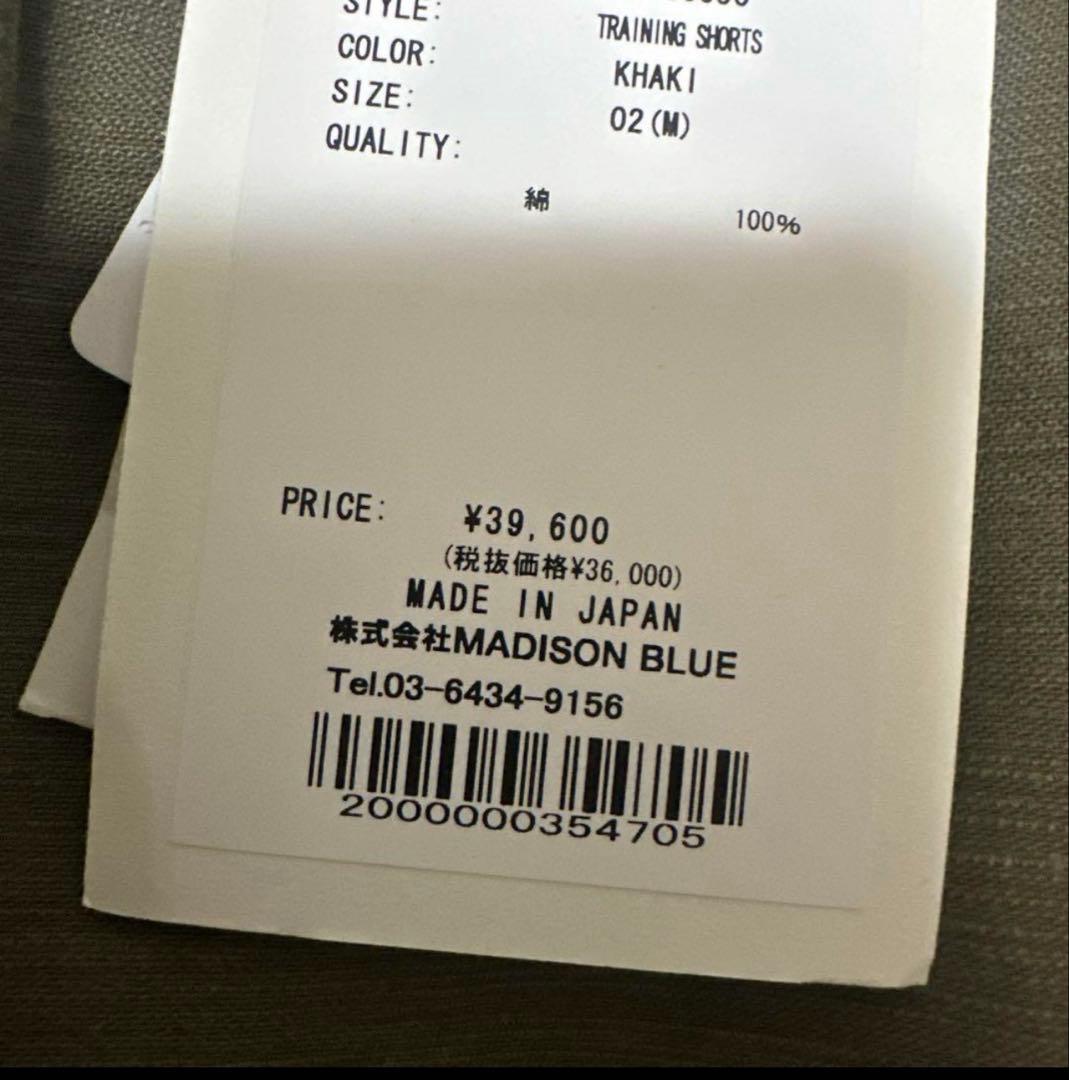 STYLE: TRAINING SHORTS
COLOR: KHAKI
SIZE: 02(M)
QUALITY:
綿 100%
PRICE: ¥39,600
(税抜価格¥36,000)
MADE IN JAPAN
株式会社MADISON BLUE
Tel.03-6434-9156
2000000354705